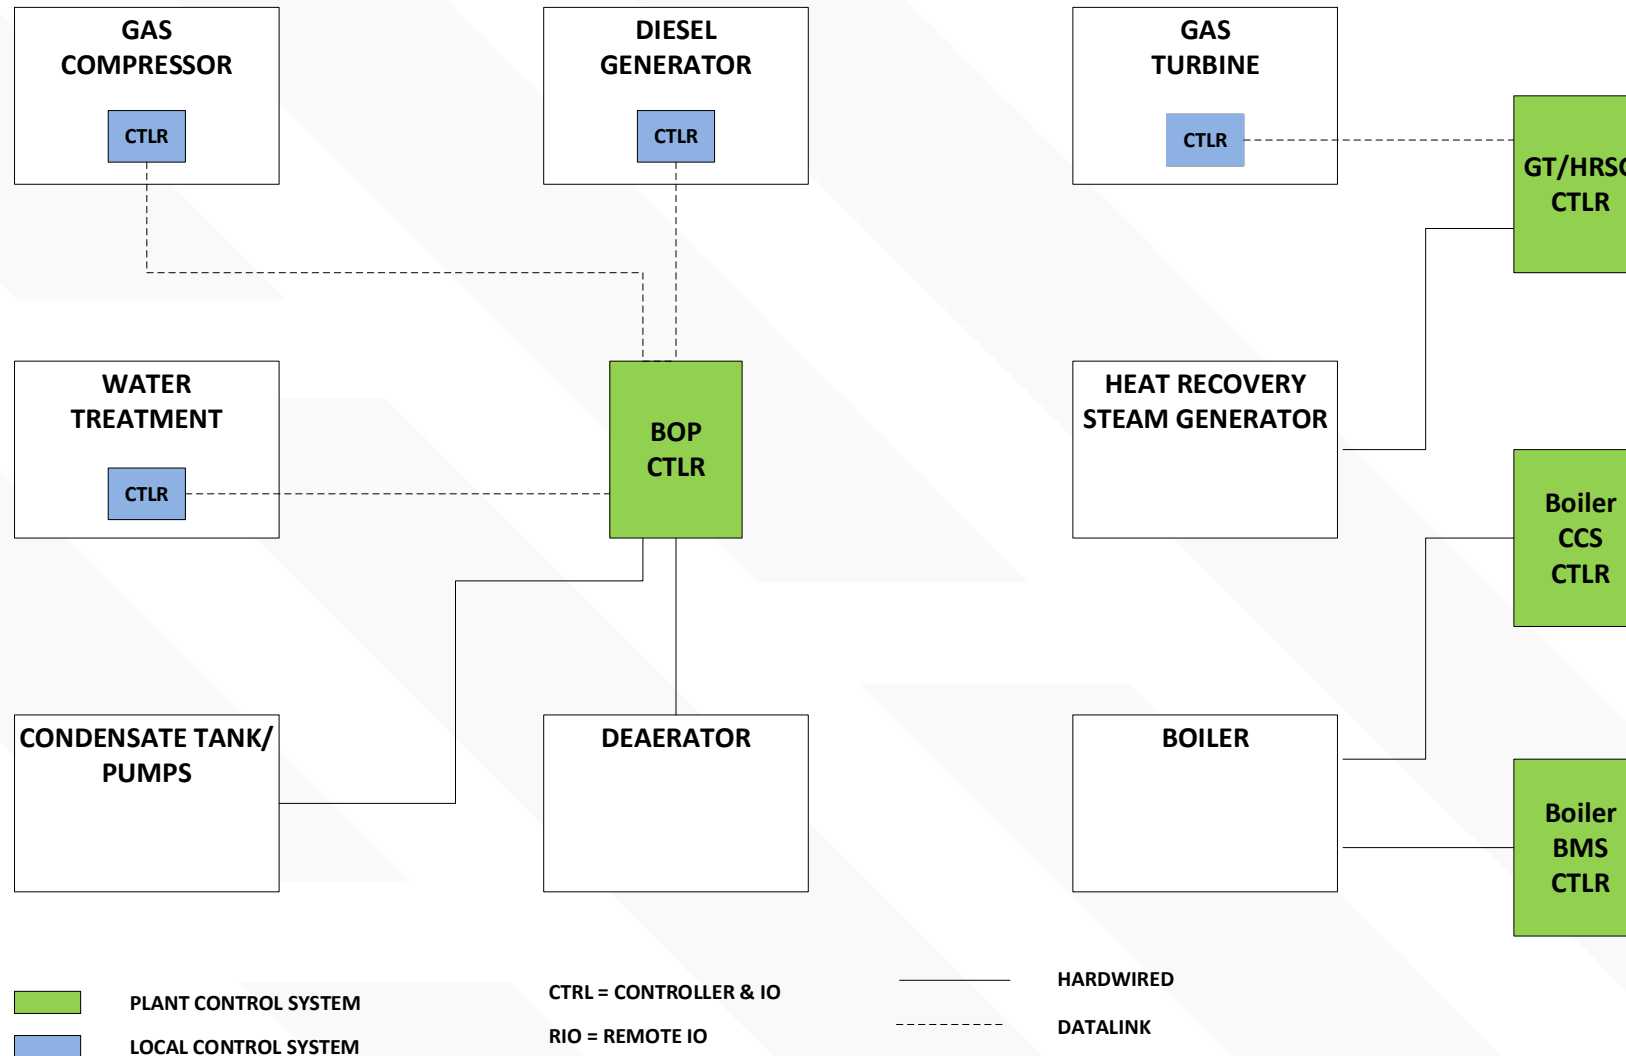 GAS
COMPRESSOR
CTLR
DIESEL
GENERATOR
CTLR
GAS
TURBINE
CTLR
GT/HRSG
CTLR
WATER
TREATMENT
CTLR
BOP
CTLR
HEAT RECOVERY
STEAM GENERATOR
Boiler
CCS
CTLR
CONDENSATE TANK/
PUMPS
DEAERATOR
BOILER
Boiler
BMS
CTLR
PLANT CONTROL SYSTEM
LOCAL CONTROL SYSTEM
CTRL = CONTROLLER & IO
RIO = REMOTE IO
HARDWIRED
DATALINK